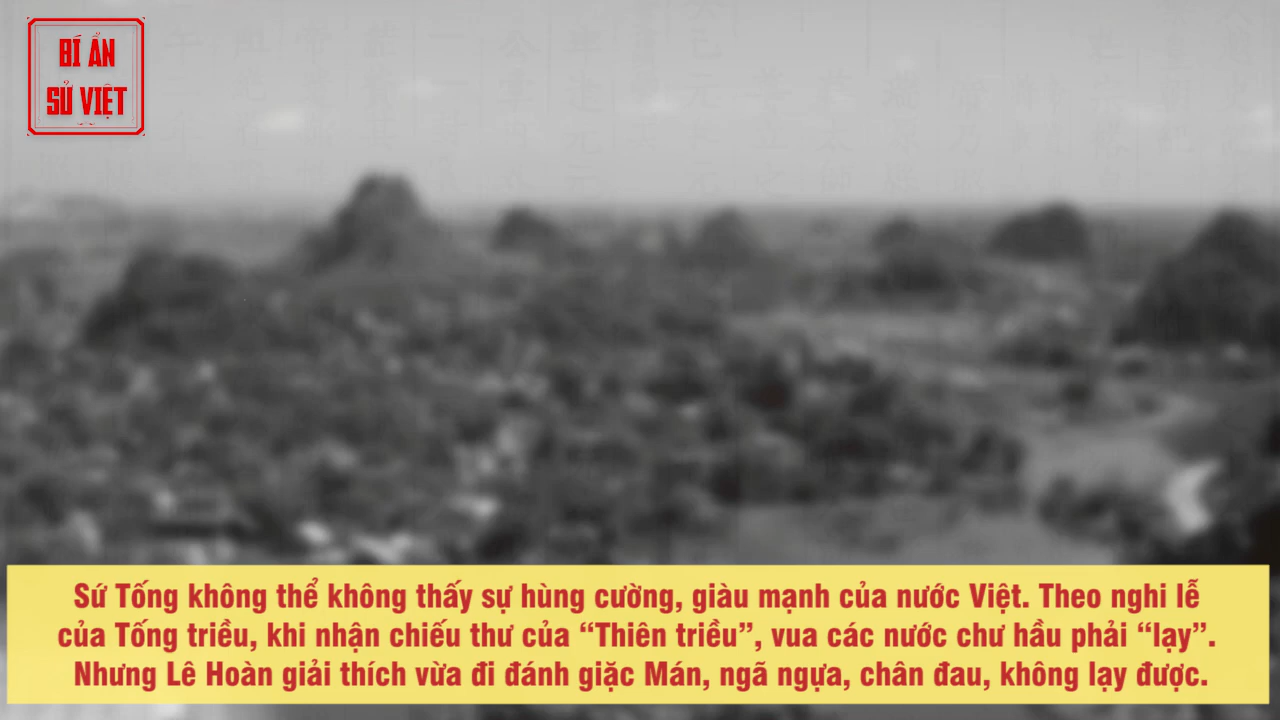 BÍ ẨN
SỬ VIỆT
Sứ Tống không thể không thấy sự hùng cường, giàu mạnh của nước Việt. Theo nghi lễ
của Tống triều, khi nhận chiếu thư của “Thiên triều”, vua các nước chư hầu phải “lạy”.
Nhưng Lê Hoàn giải thích vừa đi đánh giặc Mán, ngã ngựa, chân đau, không lạy được.